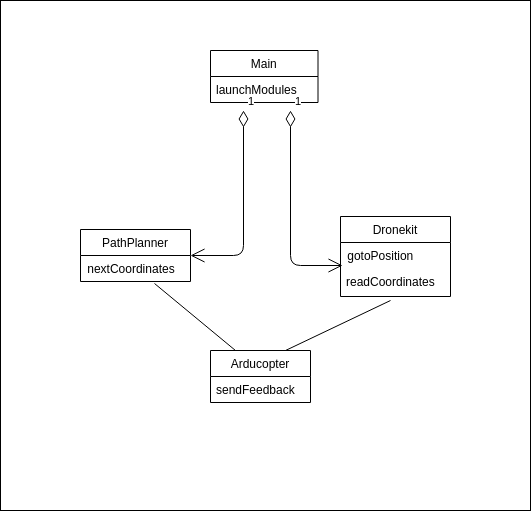 Main
launchModules
1
1
PathPlanner
nextCoordinates
Dronekit
gotoPosition
readCoordinates
Arducopter
sendFeedback